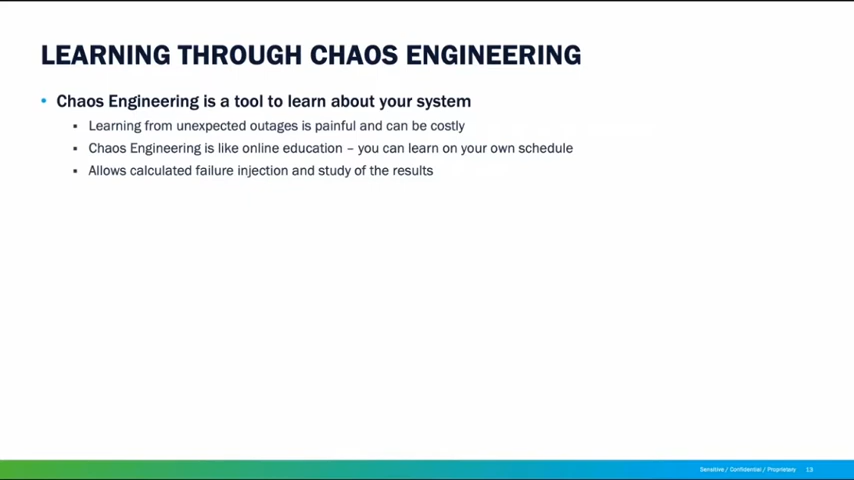 LEARNING THROUGH CHAOS ENGINEERING
• Chaos Engineering is a tool to learn about your system
▪ Learning from unexpected outages is painful and can be costly
▪ Chaos Engineering is like online education – you can learn on your own schedule
▪ Allows calculated failure injection and study of the results
Sensitive / Confidential / Proprietary 13